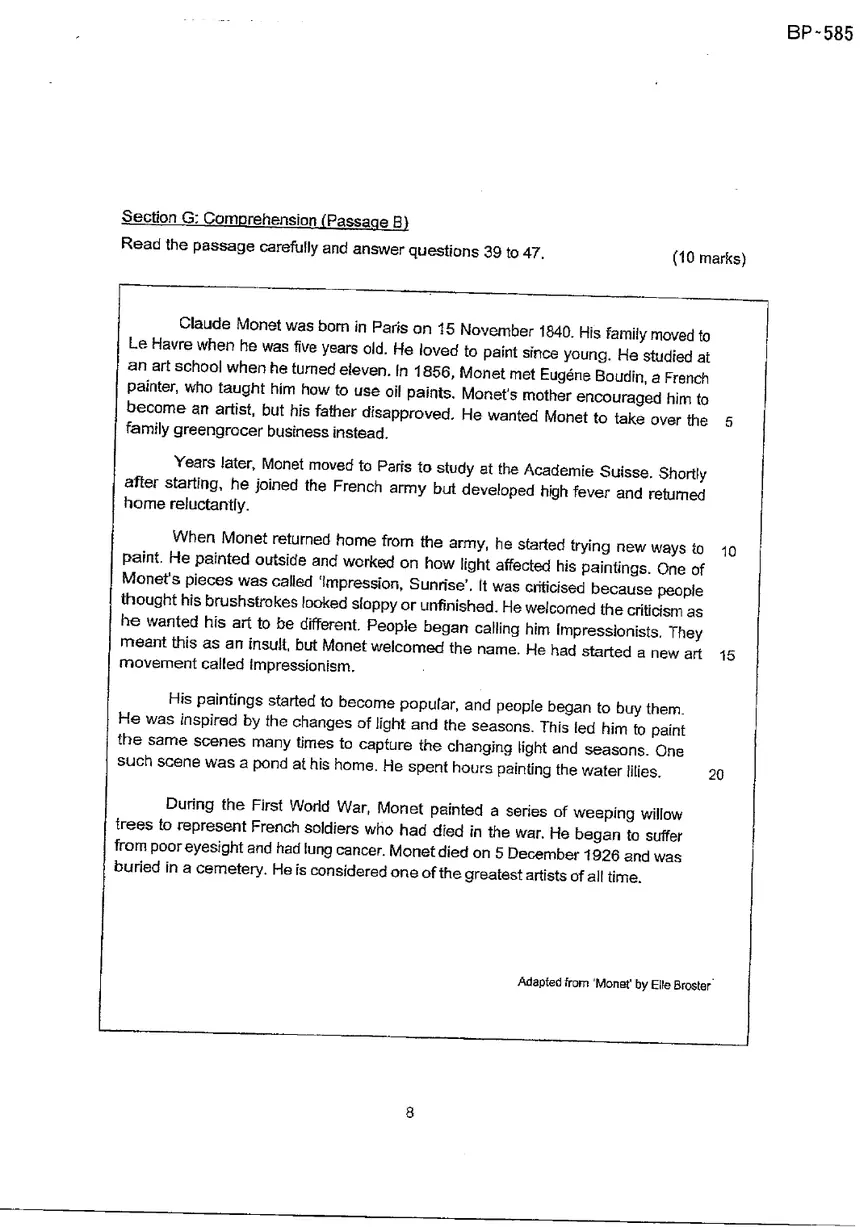 BP-585
Section G: Comprehension (Passage B)
Read the passage carefully and answer questions 39 to 47.
(10 marks)
Claude Monet was born in Paris on 15 November 1840. His family moved to
Le Havre when he was five years old. He loved to paint since young. He studied at
an art school when he turned eleven. In 1856, Monet met Eugéne Boudin, a French
painter, who taught him how to use oil paints. Monet's mother encouraged him to
become an artist, but his father disapproved. He wanted Monet to take over the 5
family greengrocer business instead.
Years later, Monet moved to Paris to study at the Academie Suisse. Shortly
after starting, he joined the French army but developed high fever and returned
home reluctantly.
When Monet returned home from the army, he started trying new ways to 10
paint. He painted outside and worked on how light affected his paintings. One of
Monet's pieces was called 'Impression, Sunrise'. It was criticised because people
thought his brushstrokes looked sloppy or unfinished. He welcomed the criticism as
he wanted his art to be different. People began calling him Impressionists. They
meant this as an insult, but Monet welcomed the name. He had started a new art 15
movement called Impressionism.
His paintings started to become popular, and people began to buy them.
He was inspired by the changes of light and the seasons. This led him to paint
the same scenes many times to capture the changing light and seasons. One
such scene was a pond at his home. He spent hours painting the water lilies. 20
During the First World War, Monet painted a series of weeping willow
trees to represent French soldiers who had died in the war. He began to suffer
from poor eyesight and had lung cancer. Monet died on 5 December 1926 and was
buried in a cemetery. He is considered one of the greatest artists of all time.
Adapted from 'Monet' by Elle Broster
8